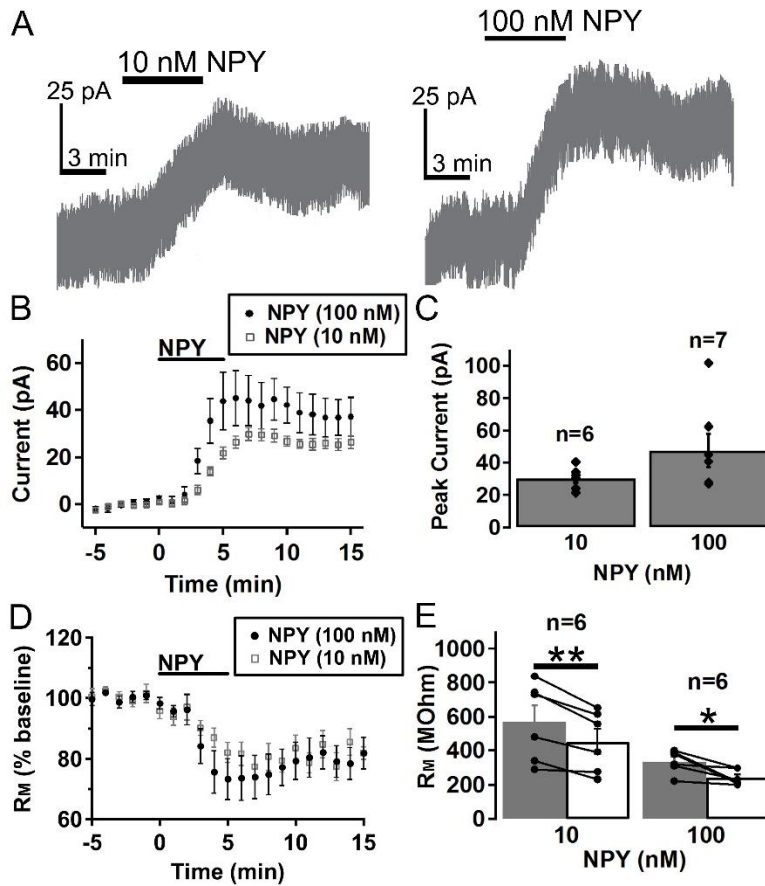 A
10 nM NPY
25 pA
3 min
100 nM NPY
25 pA
3 min
B
NPY (100 nM)
NPY (10 nM)
NPY
Current (pA)
60
40
20
0
-5 0 5 10 15
Time (min)
C
n=7
n=6
Peak Current (pA)
100
80
60
40
20
0
10 100
NPY (nM)
D
NPY (100 nM)
NPY (10 nM)
NPY
RM (% baseline)
120
100
80
60
-5 0 5 10 15
Time (min)
E
n=6
**
n=6
*
RM (MOhm)
1000
800
600
400
200
0
10 100
NPY (nM)